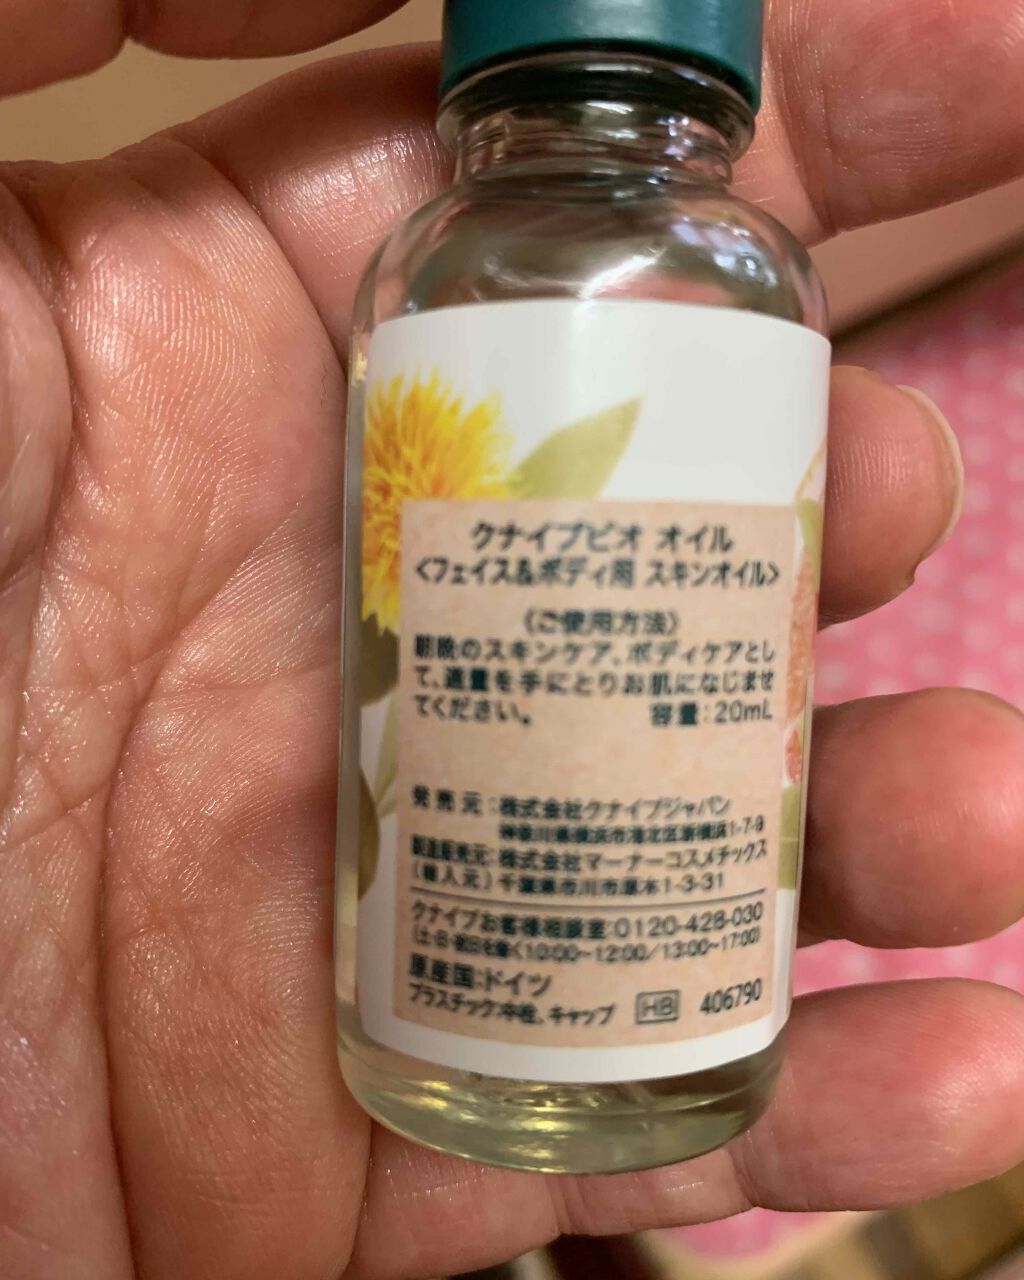 クナイプビオ オイル
<フェイス&ボディ用 スキンオイル>
〈ご使用方法〉
朝晩のスキンケア、ボディケアとし
て、適量を手にとりお肌になじませ
てください。 容量:20mL
発売元:株式会社クナイプジャパン
神奈川県横浜市港北区新横浜1-7-9
製造販売元:株式会社マーナーコスメチックス
(輸入元)千葉県市川市原木1-3-31
クナイプお客様相談室:0120-428-030
(土・日・祝日を除く10:00~12:00/13:00~17:00)
原産国:ドイツ
プラスチック:中栓、キャップ HB 406790